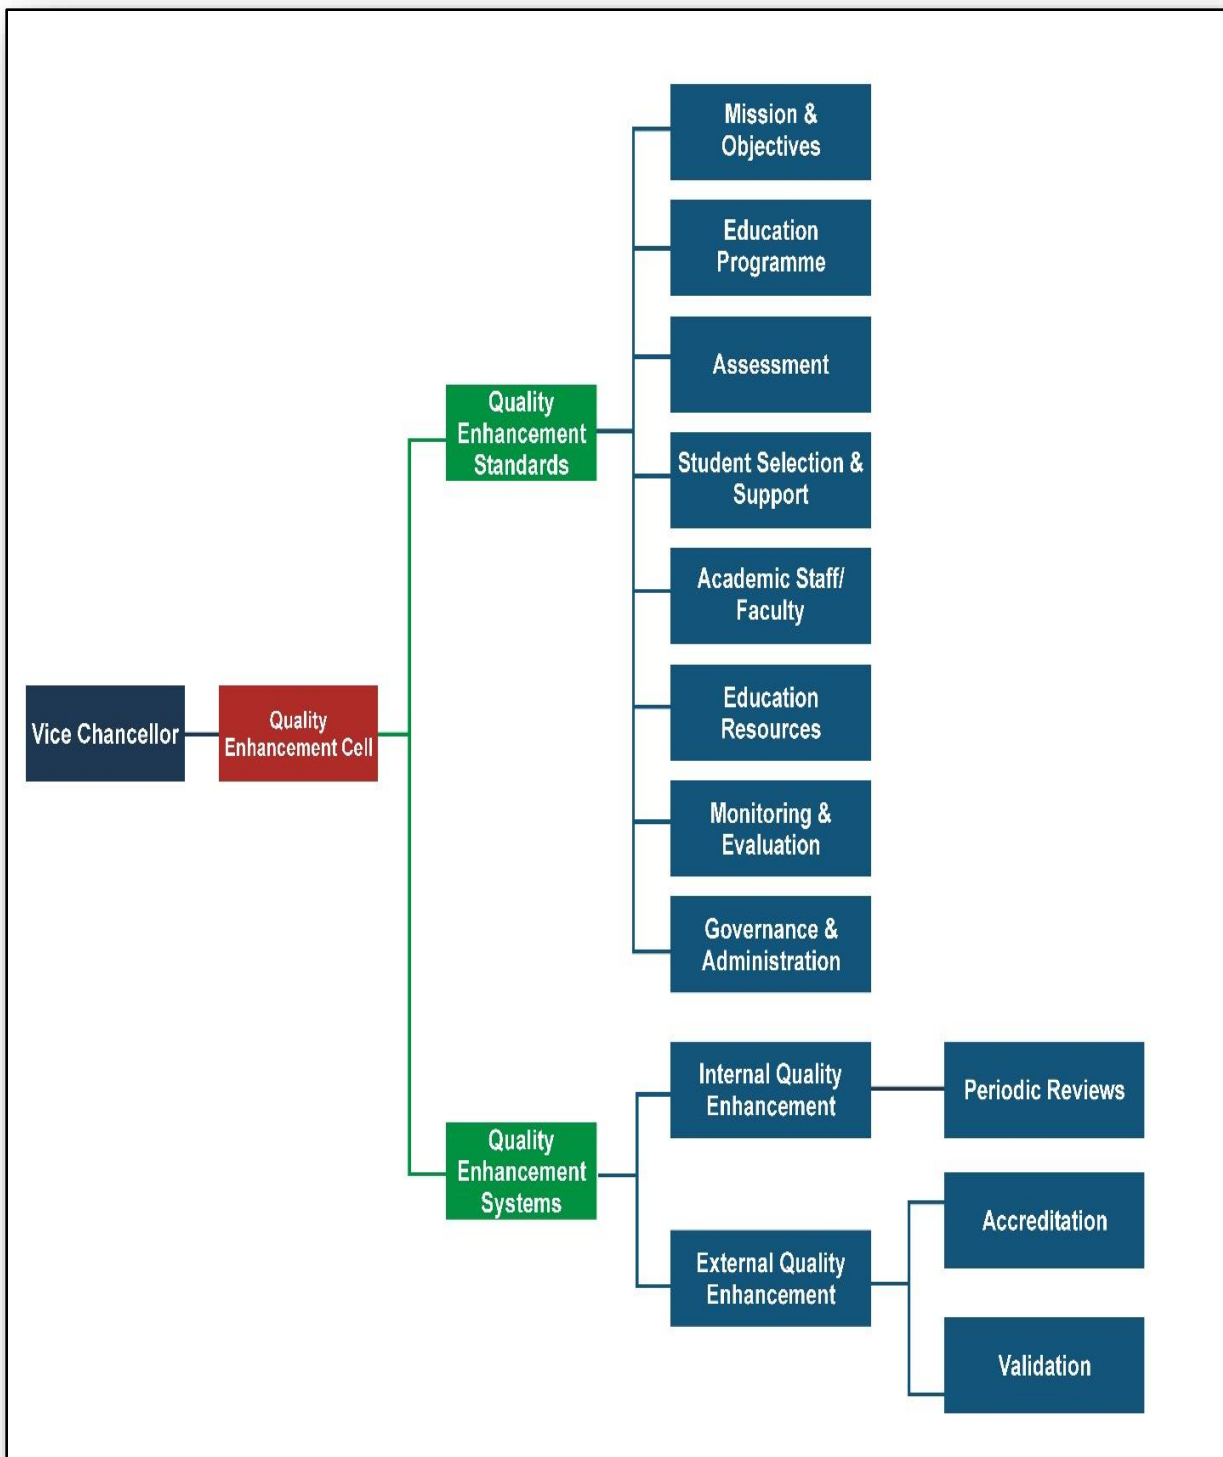 Mission &
Objectives
Education
Programme
Assessment
Quality
Enhancement
Standards
Student Selection &
Support
Academic Staff/
Faculty
Education
Resources
Vice Chancellor
Quality
Enhancement Cell
Monitoring &
Evaluation
Governance &
Administration
Internal Quality
Enhancement
Periodic Reviews
Quality
Enhancement
Systems
Accreditation
External Quality
Enhancement
Validation